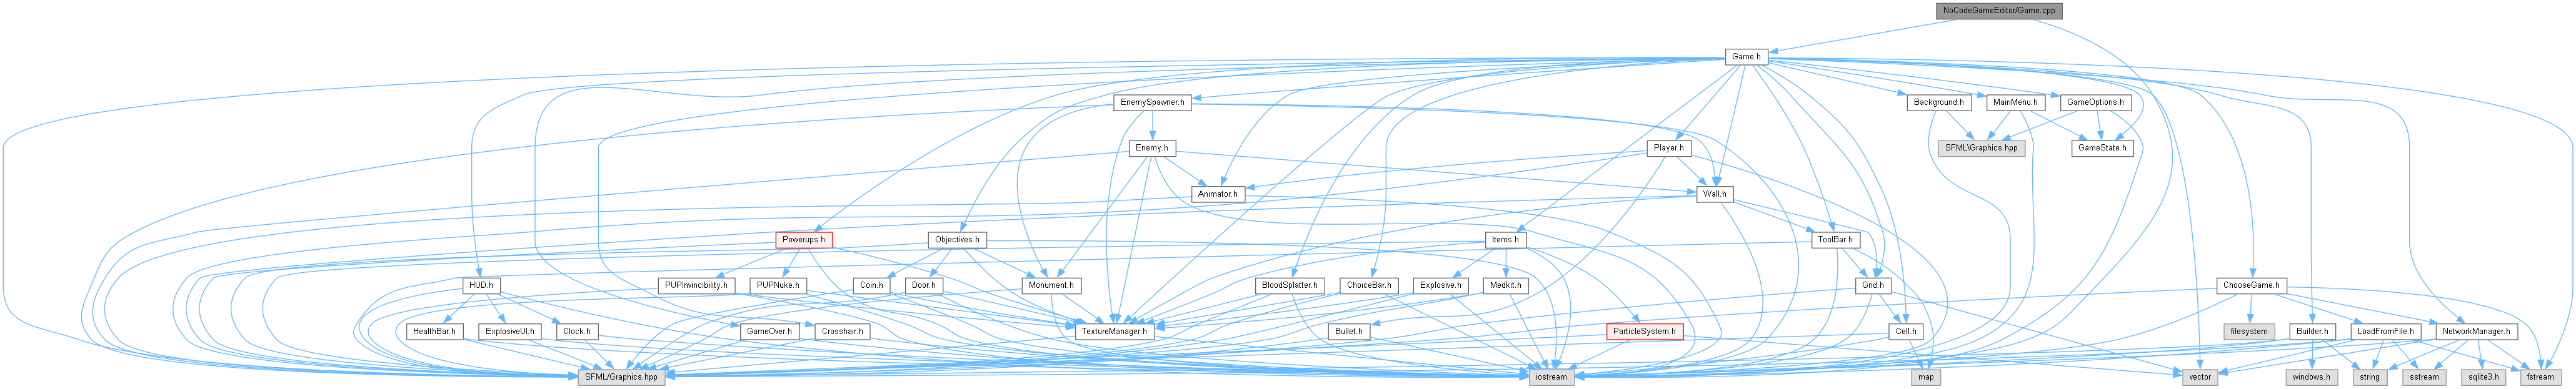 NoCodeGameEditor/Game.cpp
Game.h
EnemySpawner.h
Background.h
MainMenu.h
GameOptions.h
Enemy.h
Player.h
SFML\Graphics.hpp
GameState.h
Animator.h
Wall.h
Powerups.h
Objectives.h
Items.h
ToolBar.h
HUD.h
PUPInvincibility.h
PUPNuke.h
Coin.h
Door.h
Monument.h
BloodSplatter.h
ChoiceBar.h
Explosive.h
Medkit.h
Grid.h
ChooseGame.h
HealthBar.h
ExplosiveUI.h
Clock.h
GameOver.h
Crosshair.h
TextureManager.h
Bullet.h
ParticleSystem.h
Cell.h
filesystem
Builder.h
LoadFromFile.h
NetworkManager.h
SFML/Graphics.hpp
iostream
map
vector
windows.h
string
sstream
sqlite3.h
fstream